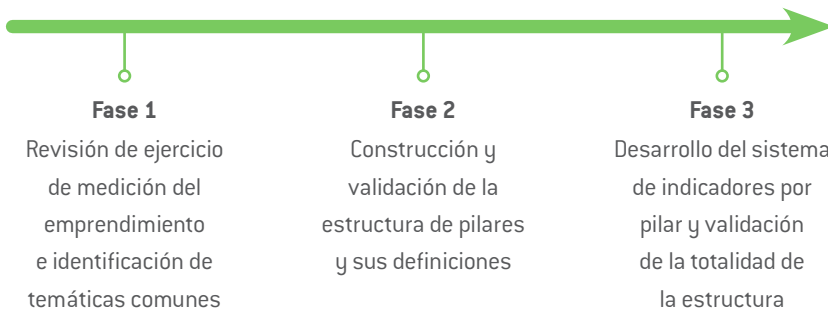 Fase 1
Revisión de ejercicio
de medición del
emprendimiento
e identificación de
temáticas comunes
Fase 2
Construcción y
validación de la
estructura de pilares
y sus definiciones
Fase 3
Desarrollo del sistema
de indicadores por
pilar y validación
de la totalidad de
la estructura